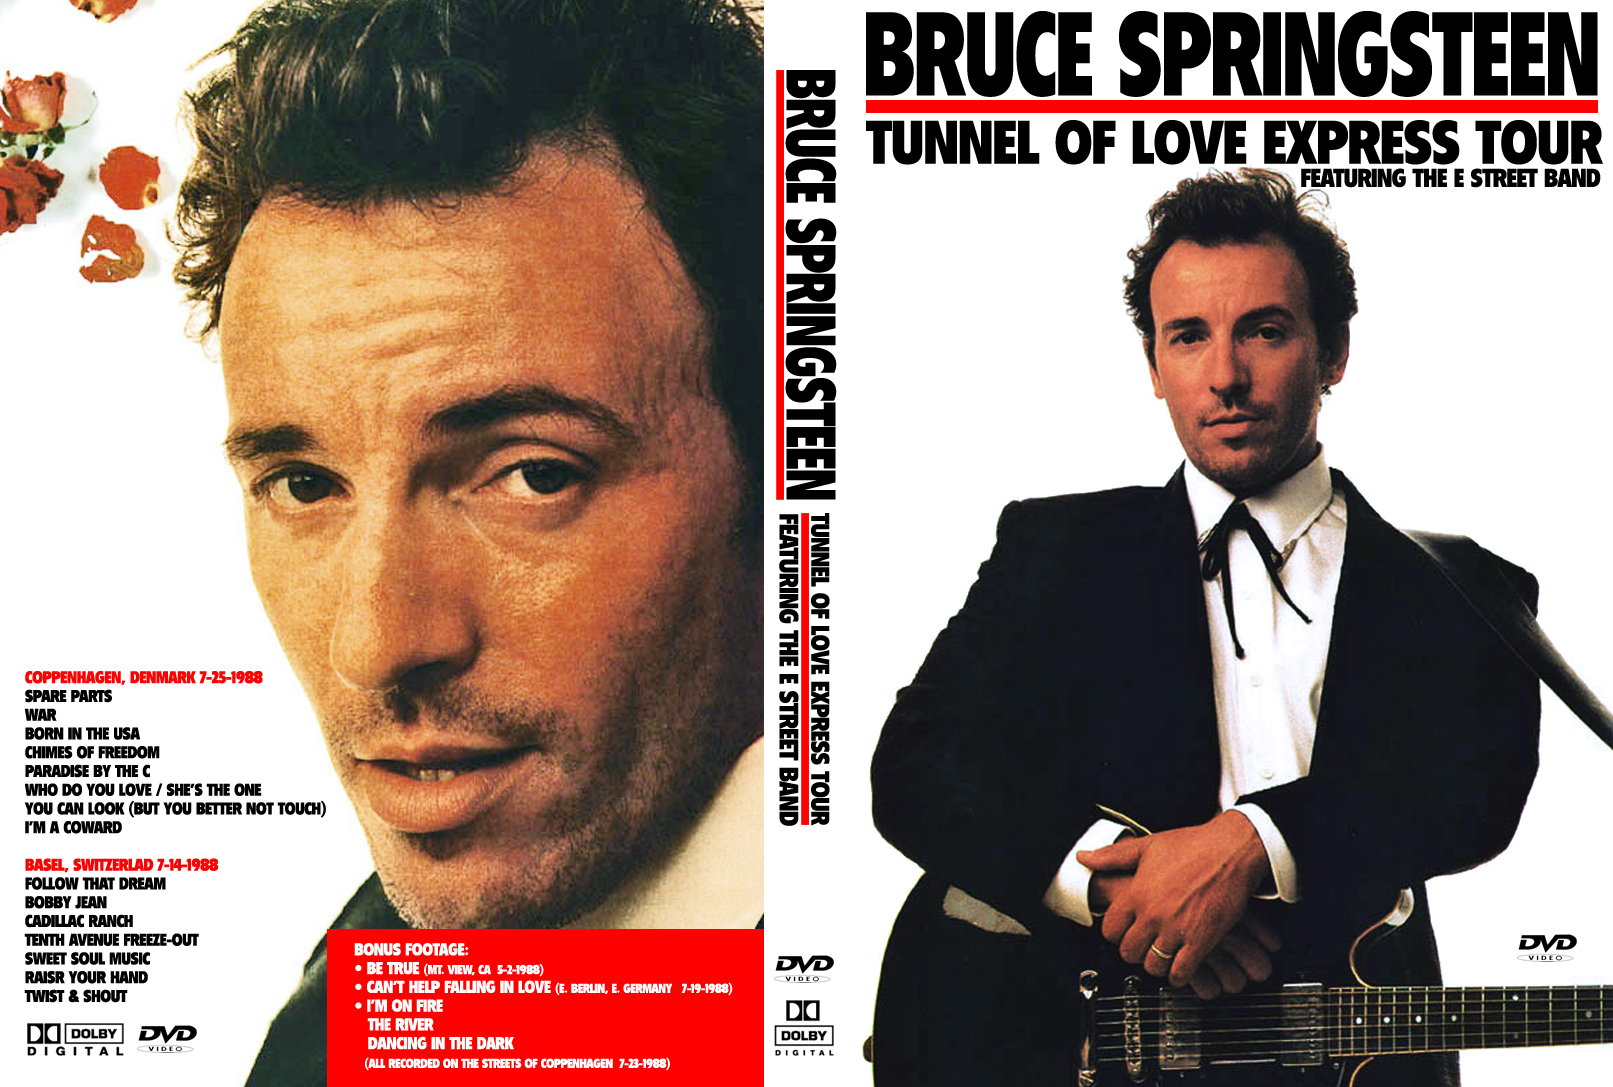 COPPENHAGEN, DENMARK 7-25-1988
SPARE PARTS
WAR
BORN IN THE USA
CHIMES OF FREEDOM
PARADISE BY THE C
WHO DO YOU LOVE / SHE'S THE ONE
YOU CAN LOOK (BUT YOU BETTER NOT TOUCH)
I'M A COWARD
BASEL, SWITZERLAD 7-14-1988
FOLLOW THAT DREAM
BOBBY JEAN
CADILLAC RANCH
TENTH AVENUE FREEZE-OUT
SWEET SOUL MUSIC
RAISR YOUR HAND
TWIST & SHOUT
DOLBY
DIGITAL
DVD
VIDEO
BONUS FOOTAGE:
• BE TRUE (MT. VIEW, CA 5-2-1988)
• CAN'T HELP FALLING IN LOVE (E. BERLIN, E. GERMANY 7-19-1988)
• I'M ON FIRE
THE RIVER
DANCING IN THE DARK
(ALL RECORDED ON THE STREETS OF COPPENHAGEN 7-23-1988)
BRUCE SPRINGSTEEN
TUNNEL OF LOVE EXPRESS TOUR
FEATURING THE E STREET BAND
DVD
VIDEO
DOLBY
DIGITAL
BRUCE SPRINGSTEEN
TUNNEL OF LOVE EXPRESS TOUR
FEATURING THE E STREET BAND
DVD
VIDEO